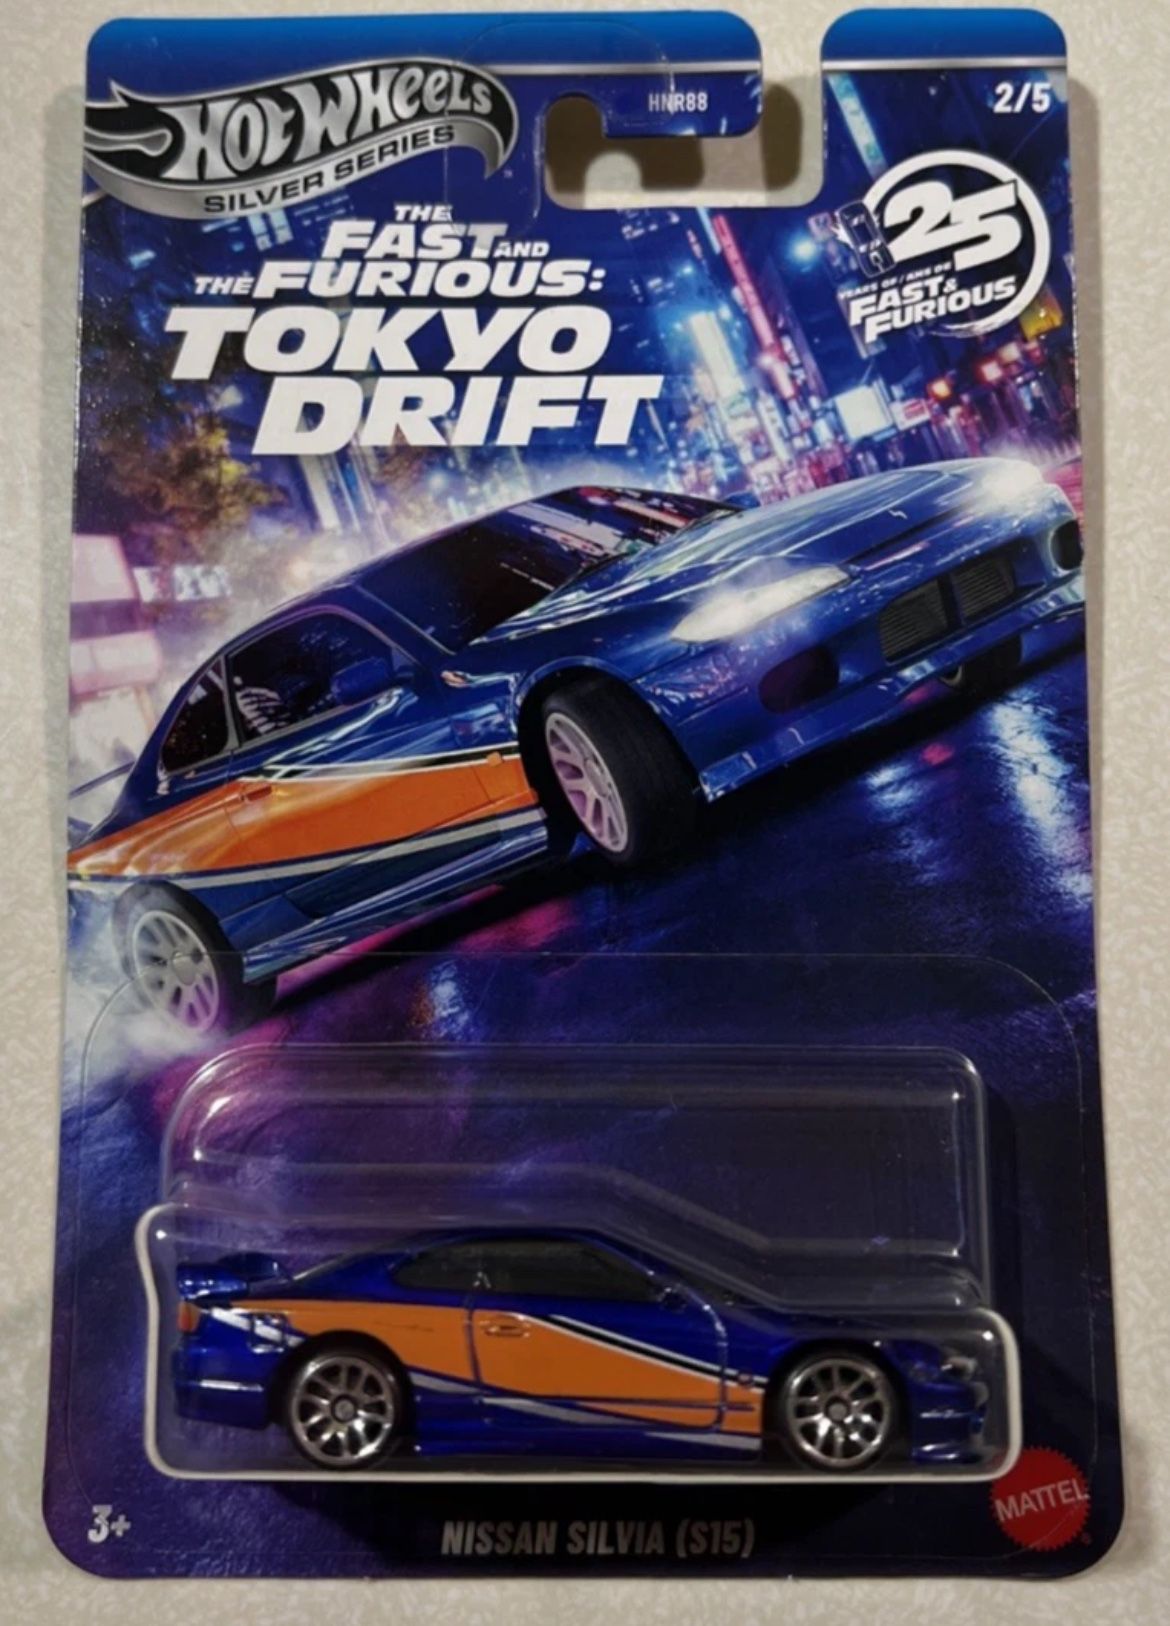 HOT WHEELS
SILVER SERIES
HNR88
2/5
THE
FAST AND
THE FURIOUS:
TOKYO
DRIFT
25
YEARS OF / ANS DE
FAST &
FURIOUS
3+
NISSAN SILVIA (S15)
MATTEL